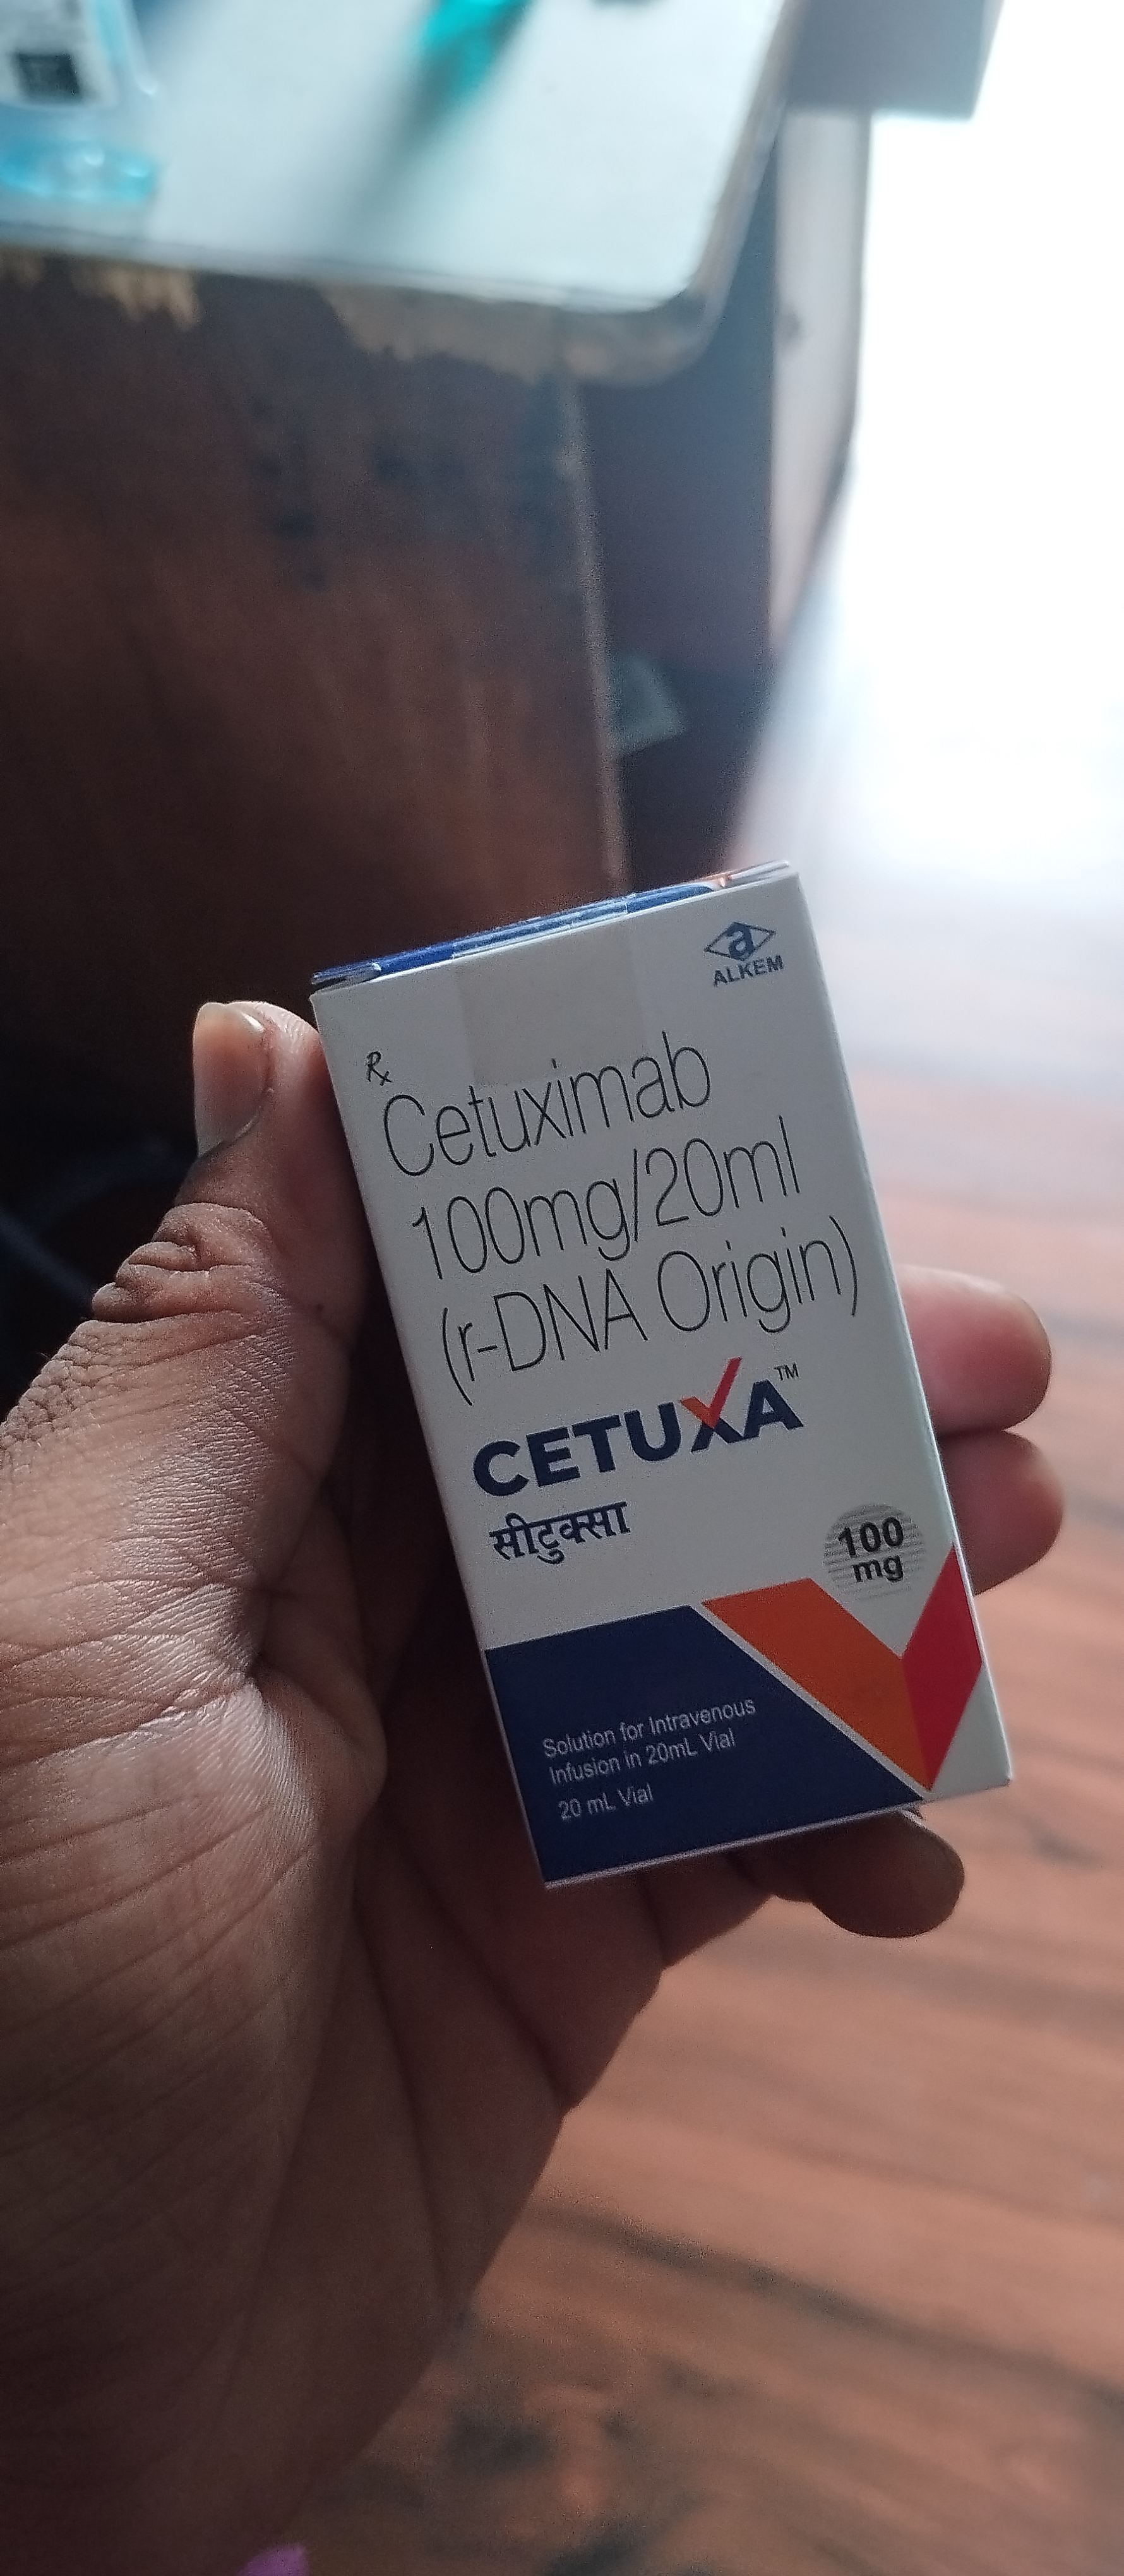 ALKEM
Rx
Cetuximab
100mg/20ml
(r-DNA Origin)
CETUXA™
सीटुक्सा
100
mg
Solution for Intravenous
Infusion in 20mL Vial
20 mL Vial